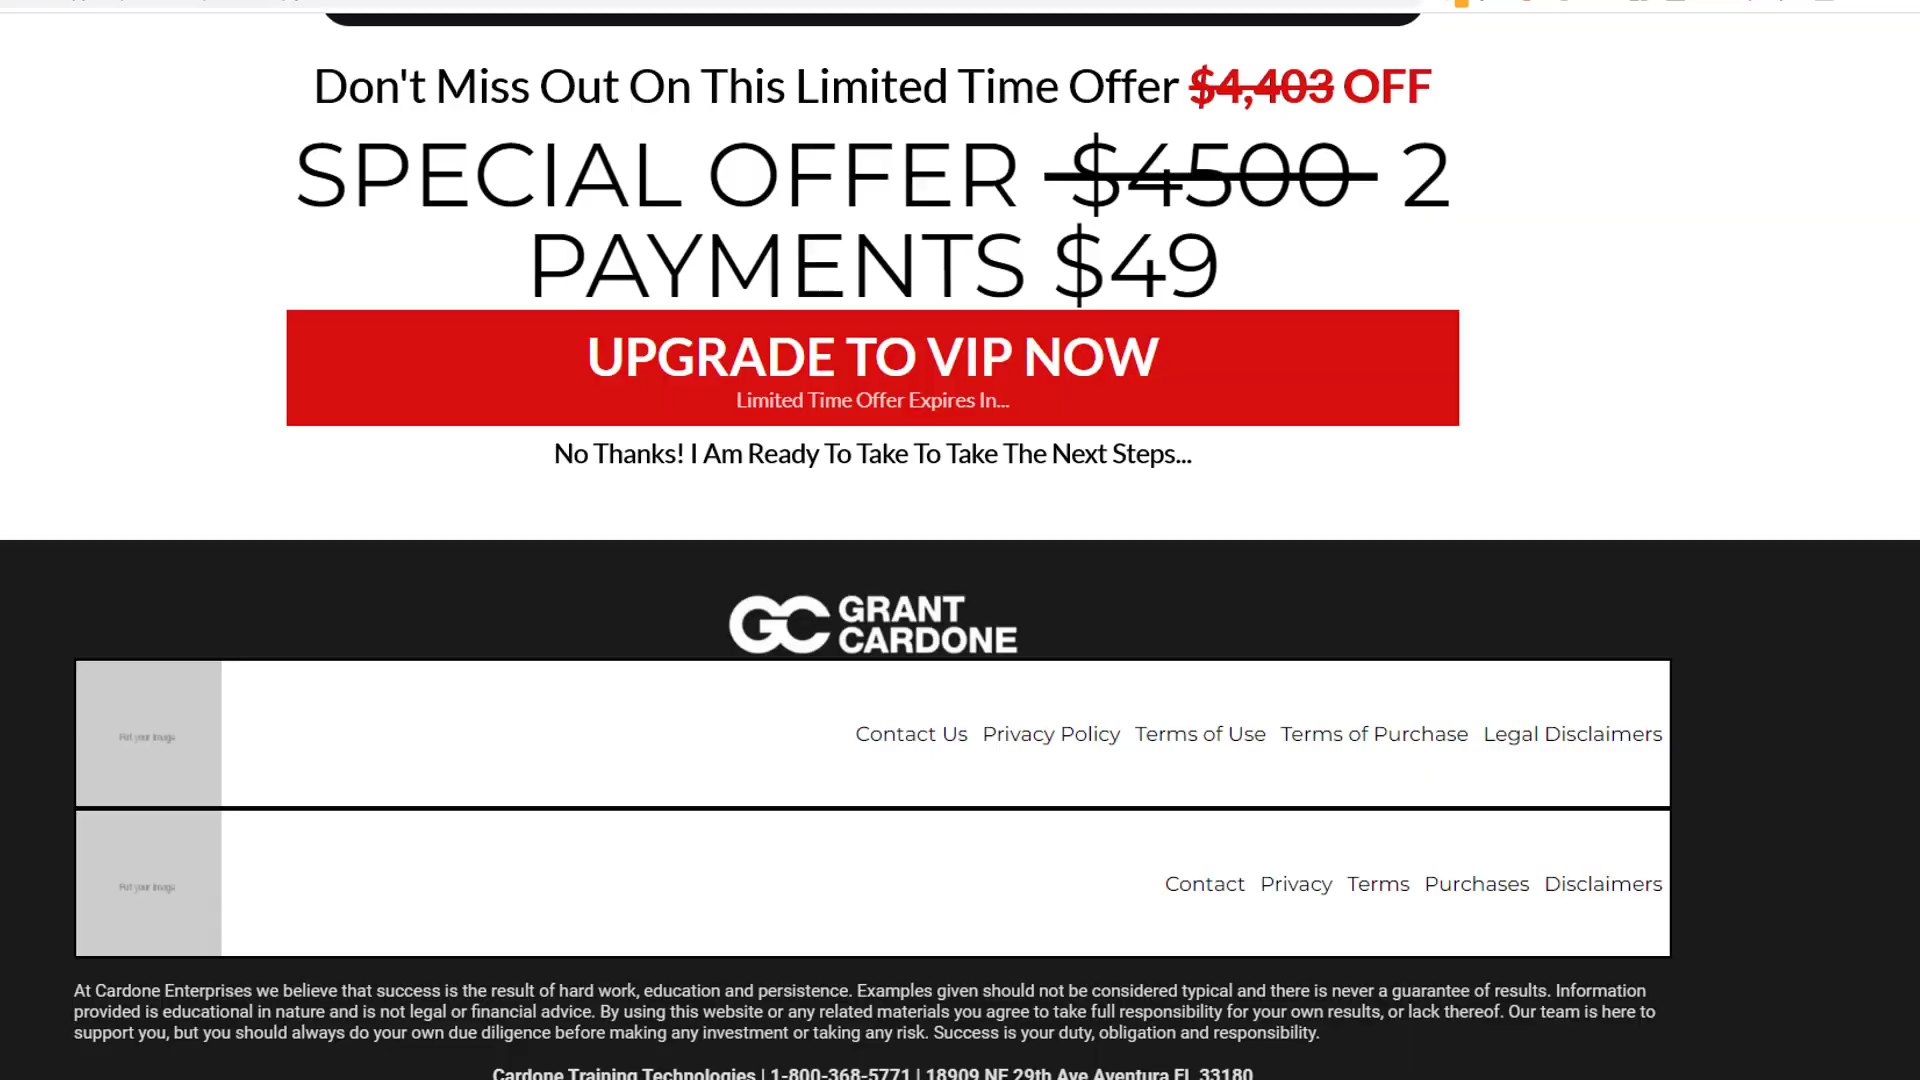 Don't Miss Out On This Limited Time Offer $4,403 OFF
SPECIAL OFFER $4500 2
PAYMENTS $49
UPGRADE TO VIP NOW
Limited Time Offer Expires In...
No Thanks! I Am Ready To Take To Take The Next Steps...
GC GRANT
CARDONE
Put your image
Contact Us Privacy Policy Terms of Use Terms of Purchase Legal Disclaimers
Put your image
Contact Privacy Terms Purchases Disclaimers
At Cardone Enterprises we believe that success is the result of hard work, education and persistence. Examples given should not be considered typical and there is never a guarantee of results. Information
provided is educational in nature and is not legal or financial advice. By using this website or any related materials you agree to take full responsibility for your own results, or lack thereof. Our team is here to
support you, but you should always do your own due diligence before making any investment or taking any risk. Success is your duty, obligation and responsibility.
Cardone Training Technologies | 1-800-368-5771 | 18909 NE 29th Ave Aventura FL 33180